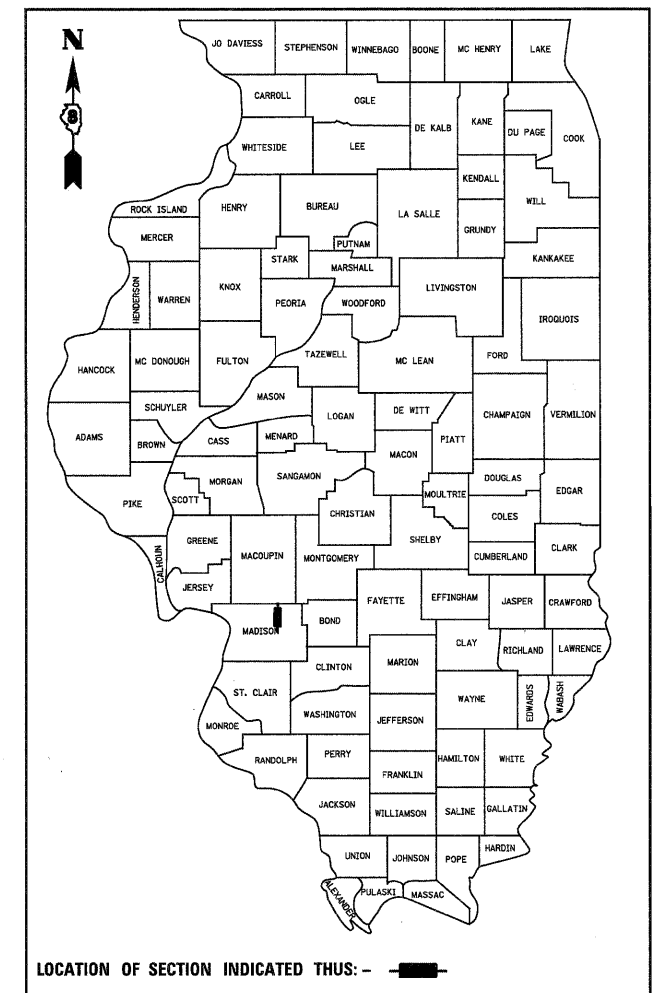 N
8
JO DAVIESS
STEPHENSON
WINNEBAGO
BOONE
MC HENRY
LAKE
CARROLL
OGLE
DE KALB
KANE
DU PAGE
COOK
WHITESIDE
LEE
KENDALL
WILL
ROCK ISLAND
HENRY
BUREAU
LA SALLE
GRUNDY
MERCER
PUTNAM
KANKAKEE
STARK
MARSHALL
HENDERSON
WARREN
KNOX
PEORIA
WOODFORD
LIVINGSTON
IROQUOIS
HANCOCK
MC DONOUGH
FULTON
TAZEWELL
MC LEAN
FORD
MASON
SCHUYLER
LOGAN
DE WITT
CHAMPAIGN
VERMILION
ADAMS
BROWN
CASS
MENARD
MACON
PIATT
MORGAN
SANGAMON
DOUGLAS
EDGAR
PIKE
SCOTT
CHRISTIAN
MOULTRIE
COLES
GREENE
SHELBY
CALHOUN
MACOUPIN
MONTGOMERY
CUMBERLAND
CLARK
JERSEY
FAYETTE
EFFINGHAM
JASPER
CRAWFORD
MADISON
BOND
CLAY
RICHLAND
LAWRENCE
CLINTON
MARION
ST. CLAIR
WAYNE
EDWARDS
WABASH
MONROE
WASHINGTON
JEFFERSON
RANDOLPH
PERRY
HAMILTON
WHITE
FRANKLIN
JACKSON
WILLIAMSON
SALINE
GALLATIN
UNION
JOHNSON
POPE
HARDIN
ALEXANDER
PULASKI
MASSAC
LOCATION OF SECTION INDICATED THUS: –